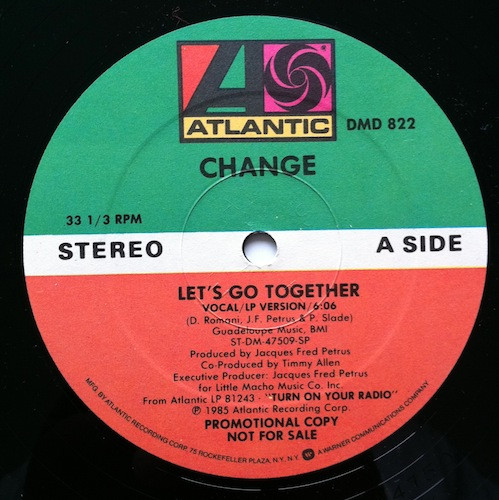 ATLANTIC
DMD 822
CHANGE
33 1/3 RPM
STEREO
A SIDE
LET'S GO TOGETHER
VOCAL/LP VERSION/6:06
(D. Romani, J.F. Petrus & P. Slade)
Guadeloupe Music, BMI
ST-DM-47509-SP
Produced by Jacques Fred Petrus
Co-Produced by Timmy Allen
Executive Producer: Jacques Fred Petrus
for Little Macho Music Co. Inc.
From Atlantic LP 81243 - "TURN ON YOUR RADIO"
℗ 1985 Atlantic Recording Corp.
PROMOTIONAL COPY
NOT FOR SALE
MFG. BY ATLANTIC RECORDING CORP., 75 ROCKEFELLER PLAZA, N.Y., N.Y. A WARNER COMMUNICATIONS COMPANY